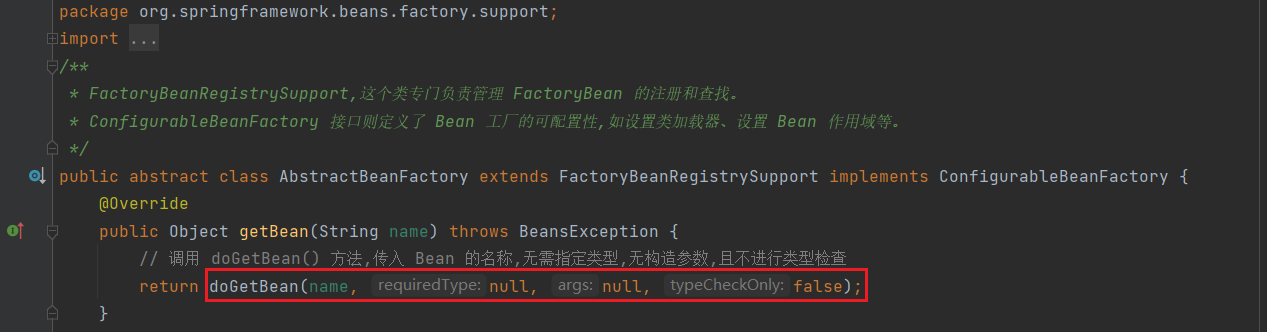 package org.springframework.beans.factory.support;
import ...
/**
 * FactoryBeanRegistrySupport,这个类专门负责管理 FactoryBean 的注册和查找。
 * ConfigurableBeanFactory 接口则定义了 Bean 工厂的可配置性,如设置类加载器、设置 Bean 作用域等。
 */
public abstract class AbstractBeanFactory extends FactoryBeanRegistrySupport implements ConfigurableBeanFactory {
    @Override
    public Object getBean(String name) throws BeansException {
        // 调用 doGetBean() 方法,传入 Bean 的名称,无需指定类型,无构造参数,且不进行类型检查
        return doGetBean(name, requiredType: null, args: null, typeCheckOnly: false);
    }